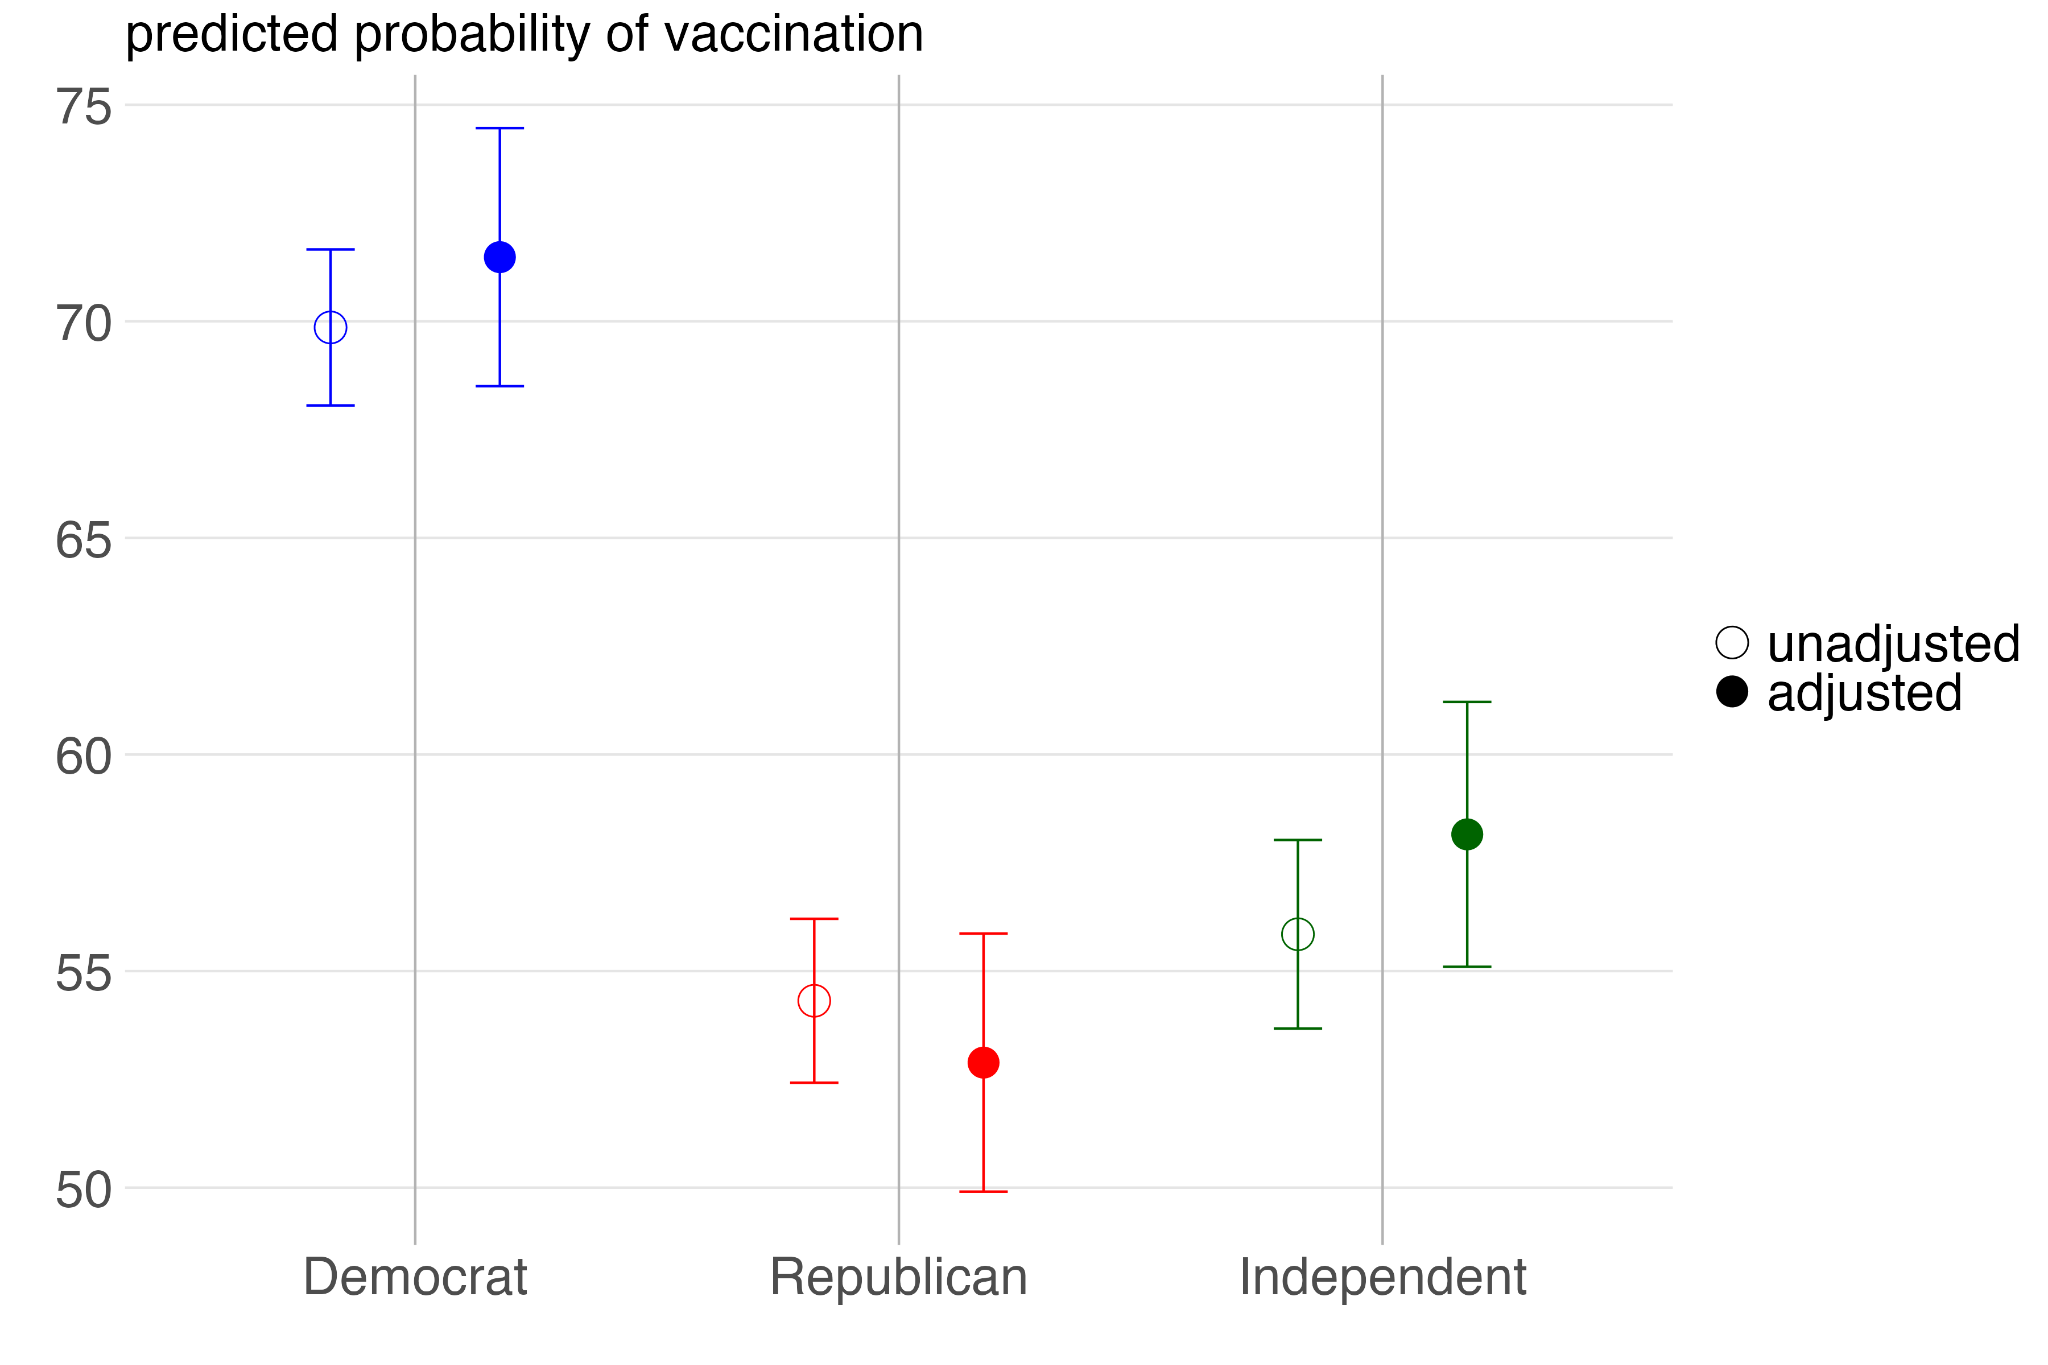 predicted probability of vaccination
75
70
65
60
55
50
Democrat Republican Independent
unadjusted
adjusted